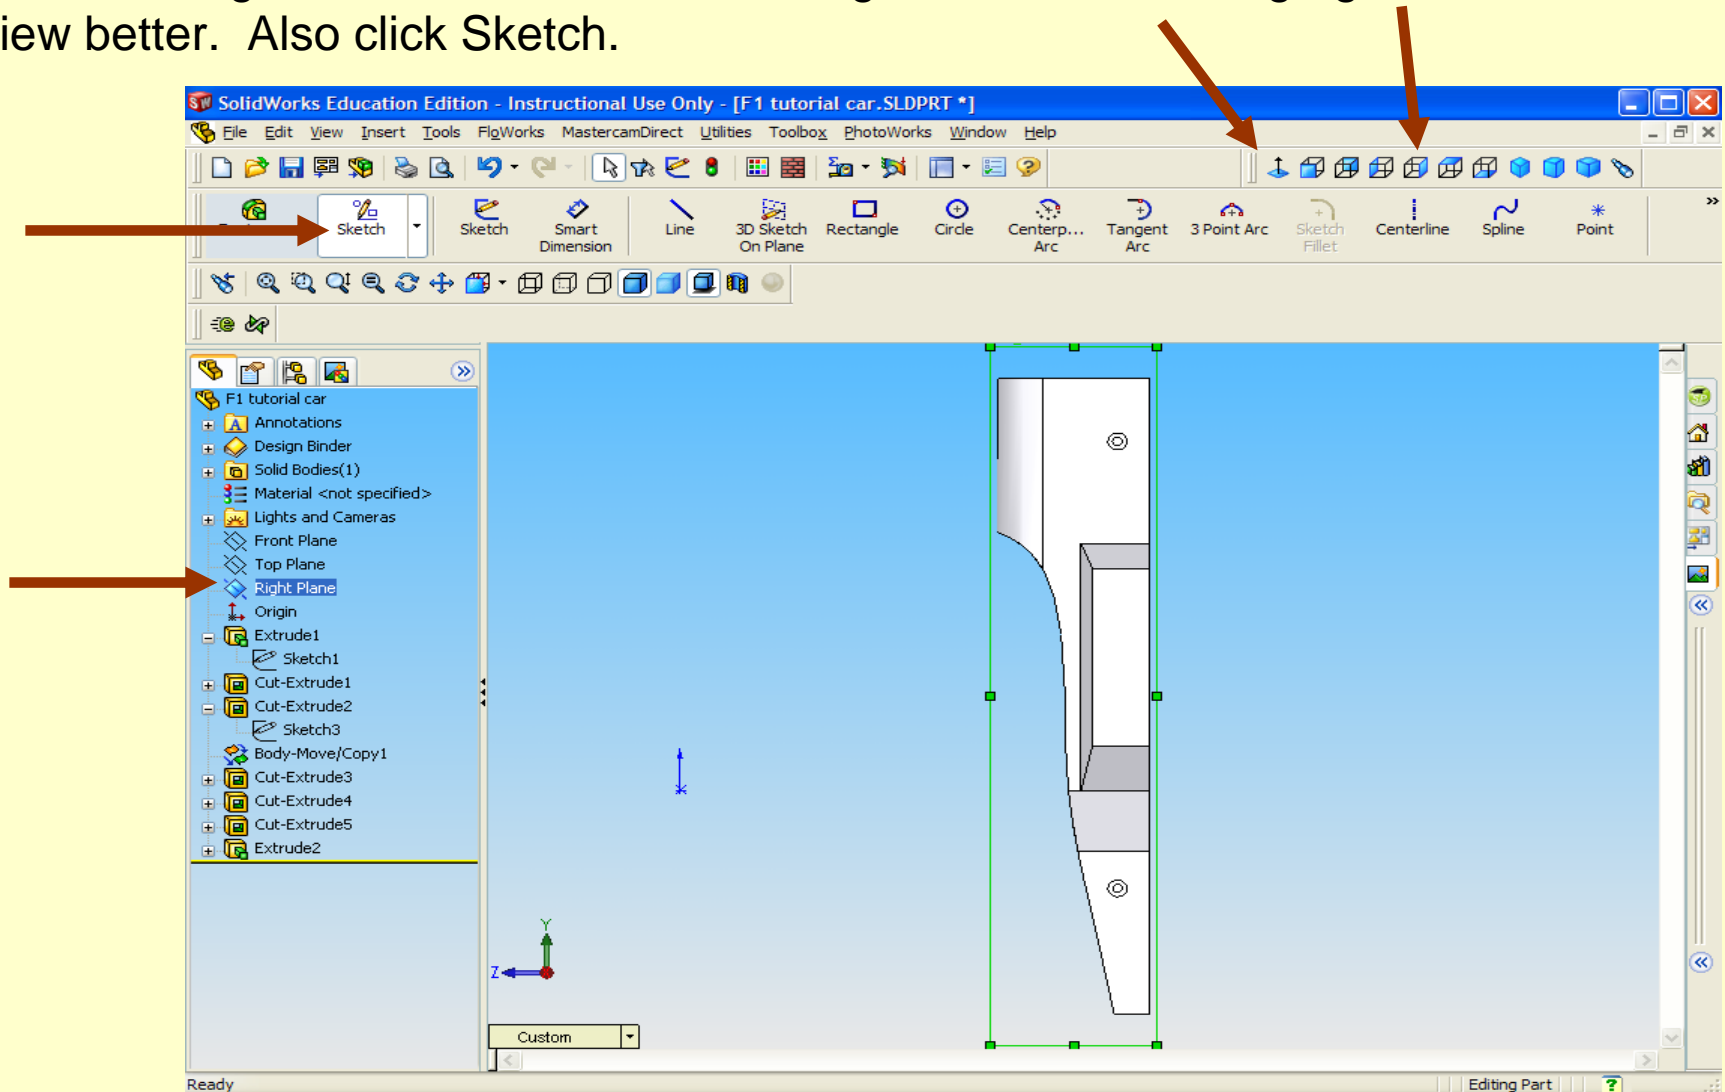 iew better.  Also click Sketch.
SolidWorks Education Edition - Instructional Use Only - [F1 tutorial car.SLDPRT *]
File Edit View Insert Tools FloWorks MastercamDirect Utilities Toolbox PhotoWorks Window Help
Sketch
Sketch
Smart Dimension
Line
3D Sketch On Plane
Rectangle
Circle
Centerp... Arc
Tangent Arc
3 Point Arc
Sketch Fillet
Centerline
Spline
Point
F1 tutorial car
Annotations
Design Binder
Solid Bodies(1)
Material <not specified>
Lights and Cameras
Front Plane
Top Plane
Right Plane
Origin
Extrude1
Sketch1
Cut-Extrude1
Cut-Extrude2
Sketch3
Body-Move/Copy1
Cut-Extrude3
Cut-Extrude4
Cut-Extrude5
Extrude2
Y
Z
Custom
Ready
Editing Part